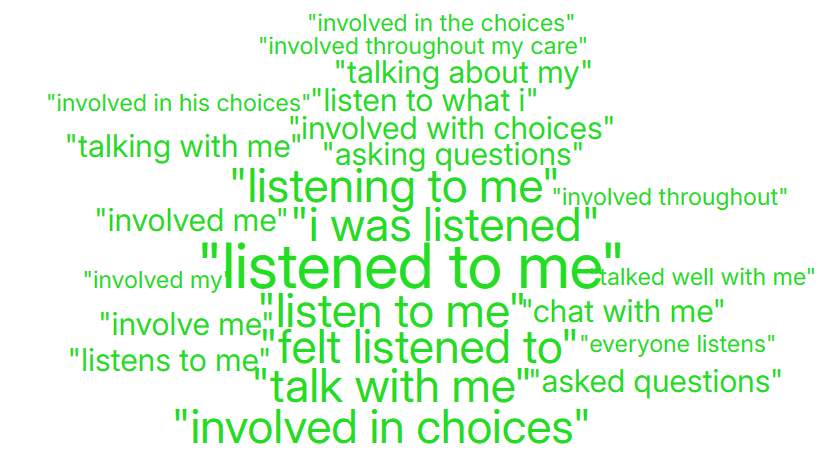 "involved in the choices"
"involved throughout my care"
"talking about my"
"involved in his choices" "listen to what i"
"involved with choices"
"talking with me" "asking questions"
"listening to me" "involved throughout"
"involved me" "i was listened"
"listened to me"
"involved my" "talked well with me"
"listen to me" "chat with me"
"involve me"
"felt listened to" "everyone listens"
"listens to me"
"talk with me" "asked questions"
"involved in choices"